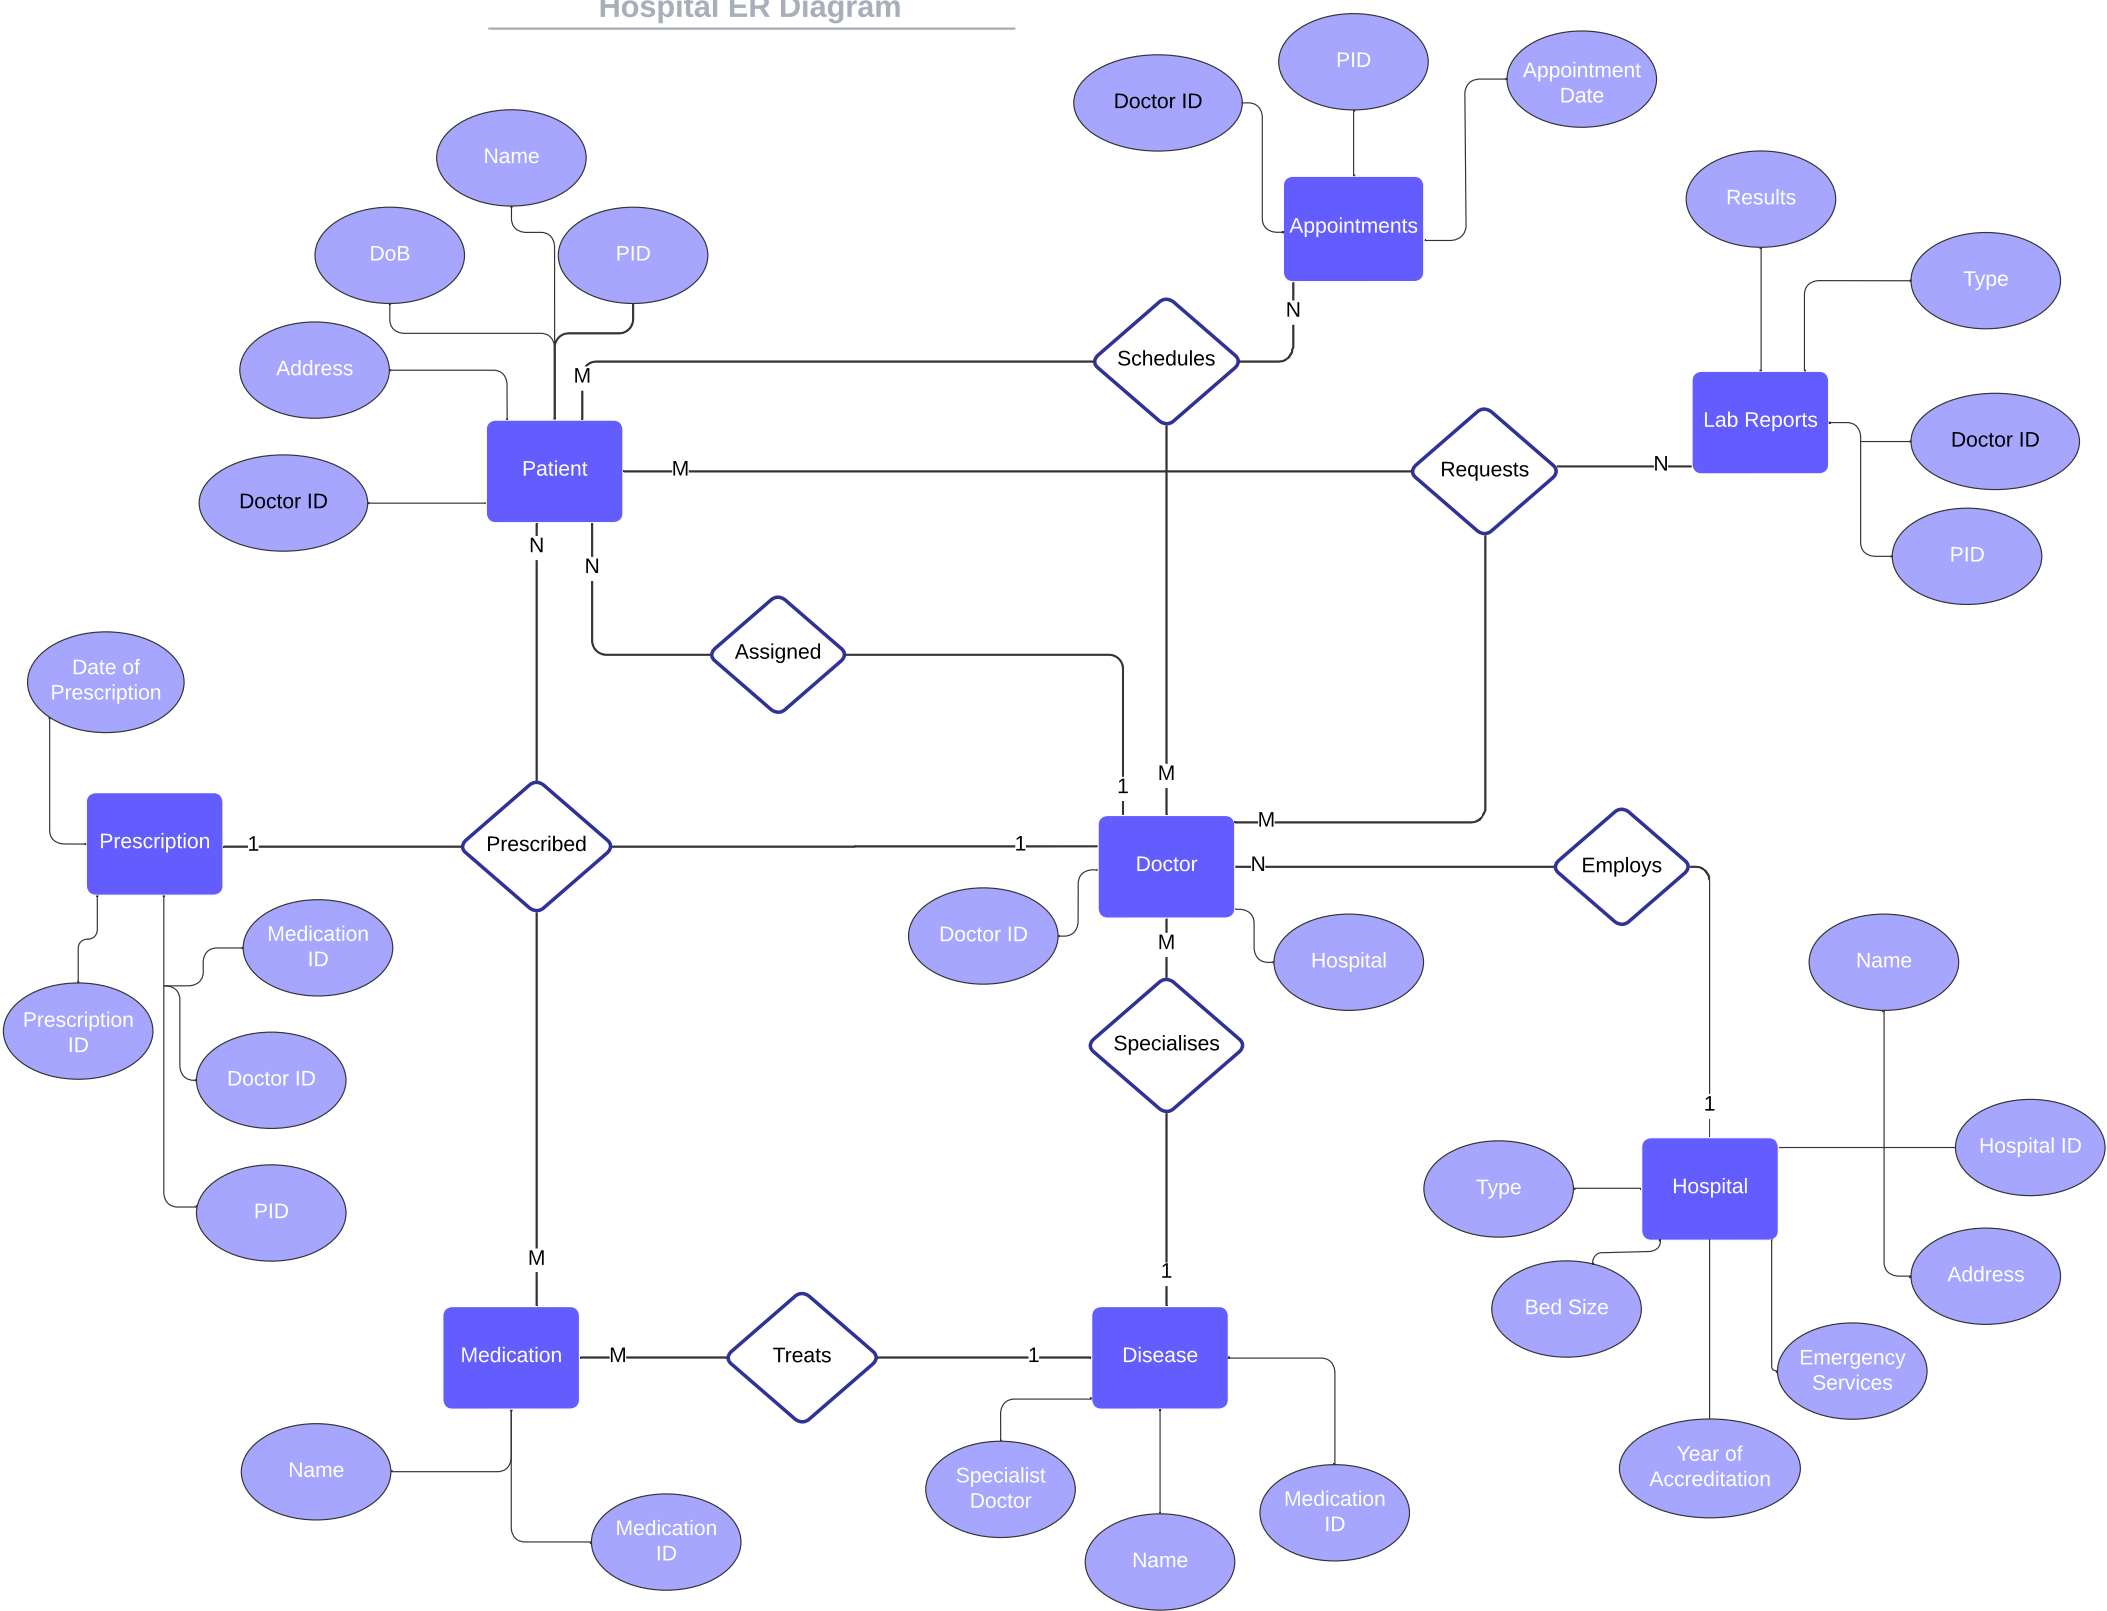 Hospital ER Diagram
PID
Appointment
Date
Doctor ID
Name
Results
Appointments
DoB
PID
Type
N
Schedules
Address
M
Lab Reports
Patient
M
Requests
N
Doctor ID
Doctor ID
N
N
PID
Assigned
Date of
Prescription
M
1
M
Prescription
1
Prescribed
1
Doctor
N
Employs
Medication
ID
Doctor ID
M
Hospital
Name
Prescription
ID
Specialises
Doctor ID
1
Hospital ID
Type
Hospital
PID
M
1
Address
Bed Size
Medication
M
Treats
1
Disease
Emergency
Services
Name
Specialist
Doctor
Medication
ID
Year of
Accreditation
Medication
ID
Name